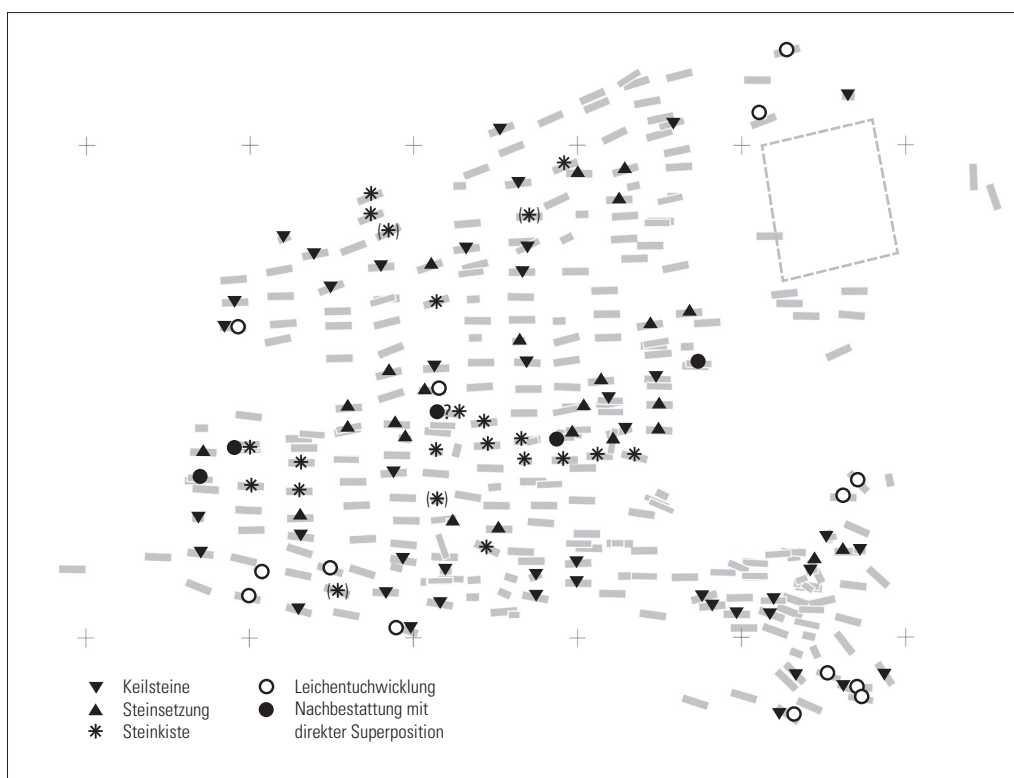 ?
Keilsteine
Steinsetzung
Steinkiste
Leichentuchwicklung
Nachbestattung mit
direkter Superposition